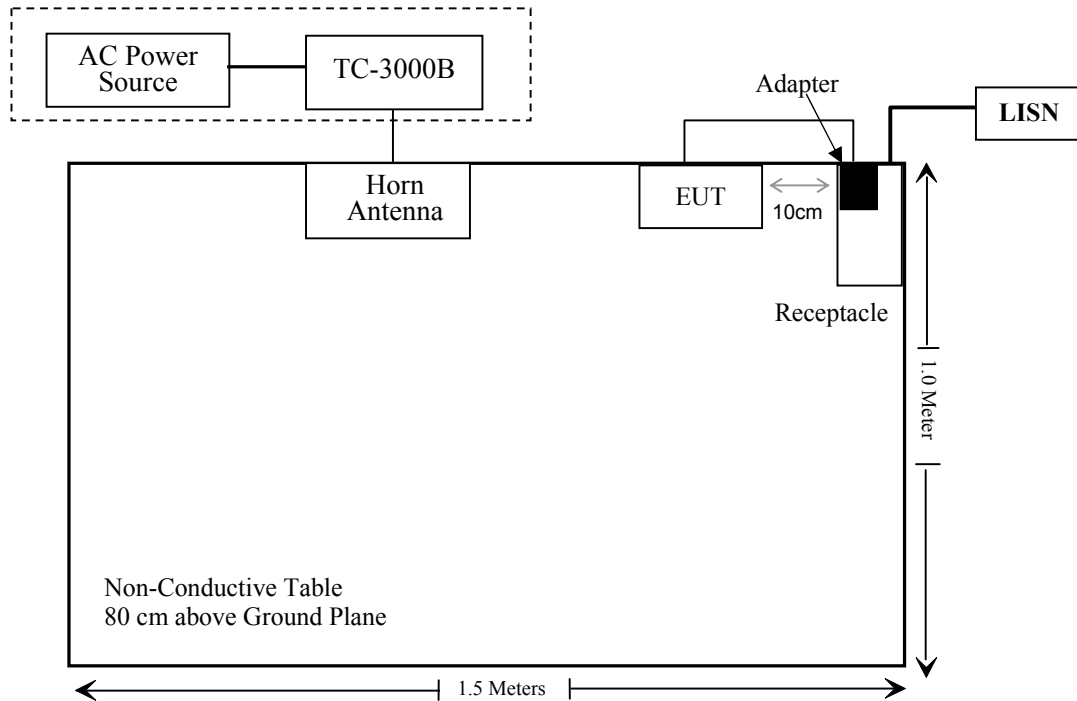 AC Power
Source
TC-3000B
Adapter
LISN
Horn
Antenna
EUT
10cm
Receptacle
1.0 Meter
Non-Conductive Table
80 cm above Ground Plane
1.5 Meters